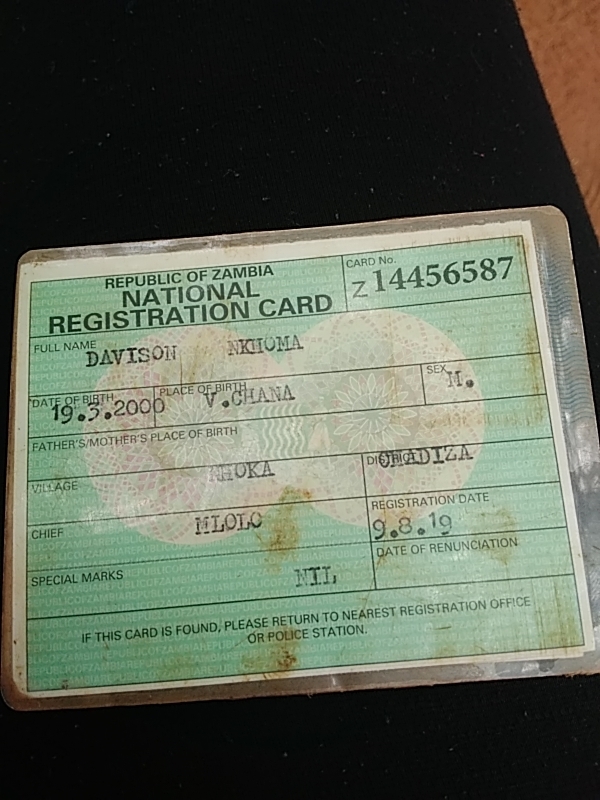 REPUBLIC OF ZAMBIA
NATIONAL
REGISTRATION CARD
CARD No.
Z 14456587
FULL NAME
DAVISON NKHOMA
DATE OF BIRTH
19.3.2000
PLACE OF BIRTH
V.CHANA
SEX
M.
FATHER'S/MOTHER'S PLACE OF BIRTH
VILLAGE
DISTRICT
CHADIZA
CHIEF
MLOLO
REGISTRATION DATE
9.8.19
DATE OF RENUNCIATION
SPECIAL MARKS
NIL
IF THIS CARD IS FOUND, PLEASE RETURN TO NEAREST REGISTRATION OFFICE
OR POLICE STATION.